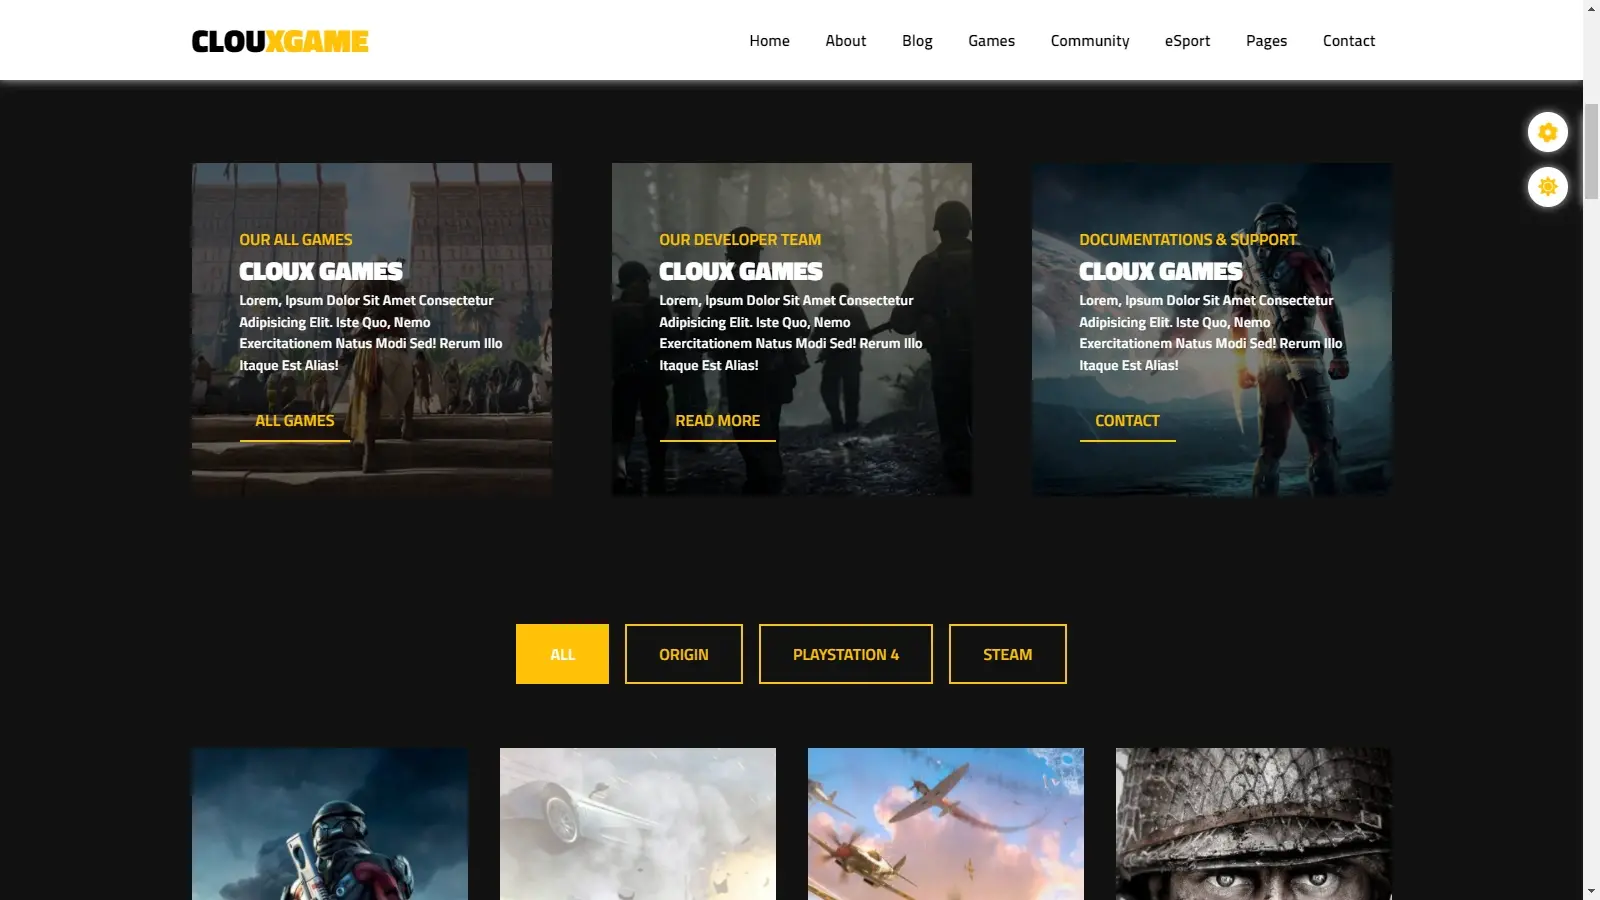 CLOUXGAME
Home
About
Blog
Games
Community
eSport
Pages
Contact
OUR ALL GAMES
CLOUX GAMES
Lorem, Ipsum Dolor Sit Amet Consectetur
Adipisicing Elit. Iste Quo, Nemo
Exercitationem Natus Modi Sed! Rerum Illo
Itaque Est Alias!
ALL GAMES
OUR DEVELOPER TEAM
CLOUX GAMES
Lorem, Ipsum Dolor Sit Amet Consectetur
Adipisicing Elit. Iste Quo, Nemo
Exercitationem Natus Modi Sed! Rerum Illo
Itaque Est Alias!
READ MORE
DOCUMENTATIONS & SUPPORT
CLOUX GAMES
Lorem, Ipsum Dolor Sit Amet Consectetur
Adipisicing Elit. Iste Quo, Nemo
Exercitationem Natus Modi Sed! Rerum Illo
Itaque Est Alias!
CONTACT
ALL
ORIGIN
PLAYSTATION 4
STEAM